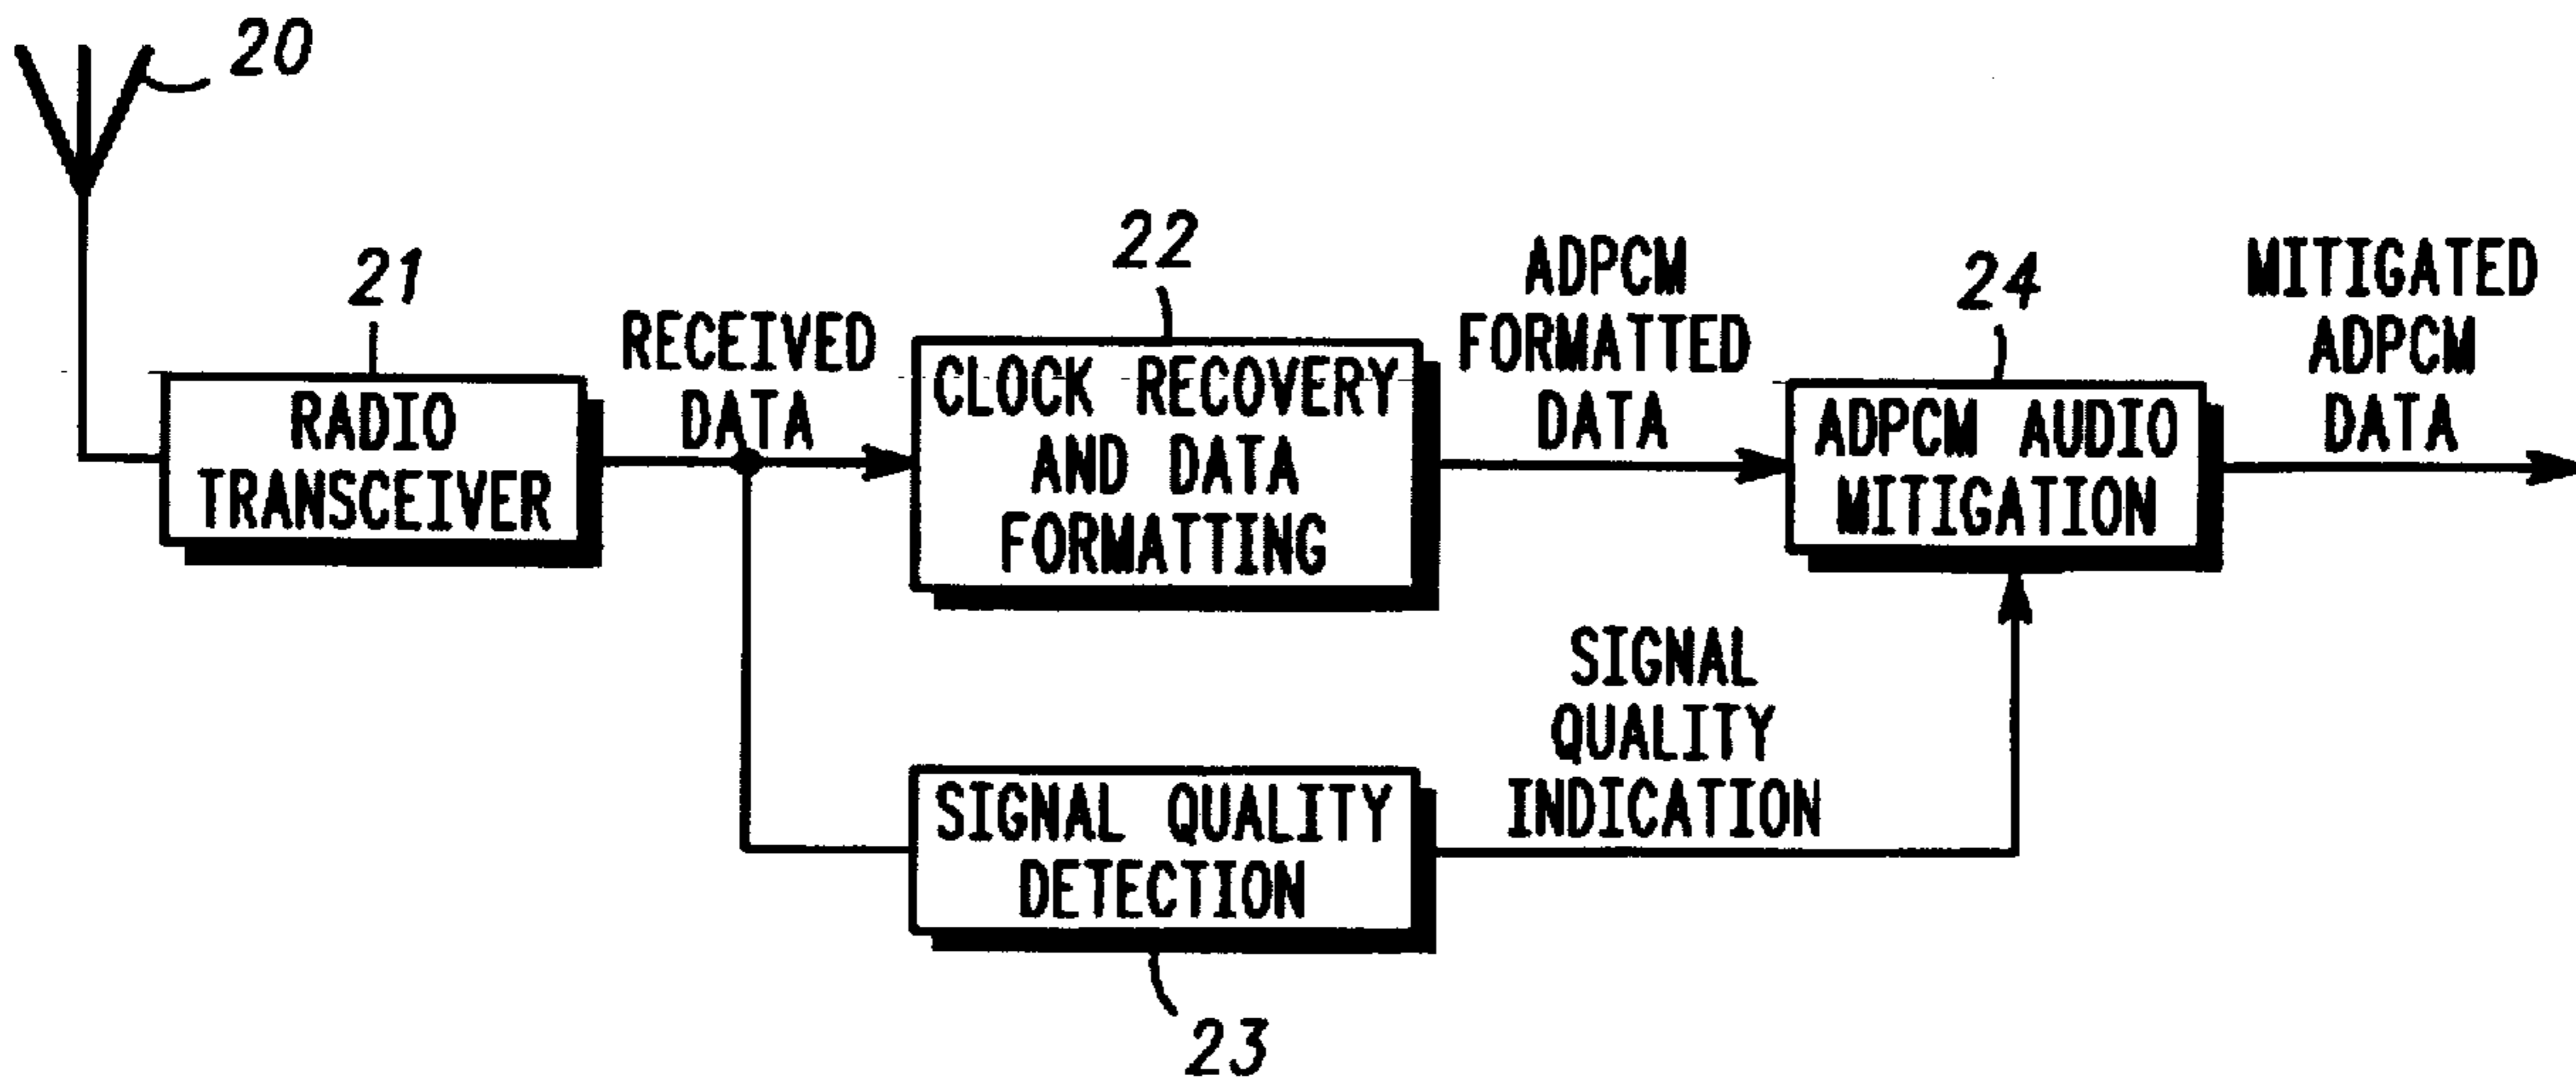 20
21
RADIO
TRANSCEIVER
RECEIVED
DATA
22
CLOCK RECOVERY
AND DATA
FORMATTING
ADPCM
FORMATTED
DATA
24
ADPCM AUDIO
MITIGATION
MITIGATED
ADPCM
DATA
SIGNAL QUALITY
DETECTION
23
SIGNAL
QUALITY
INDICATION